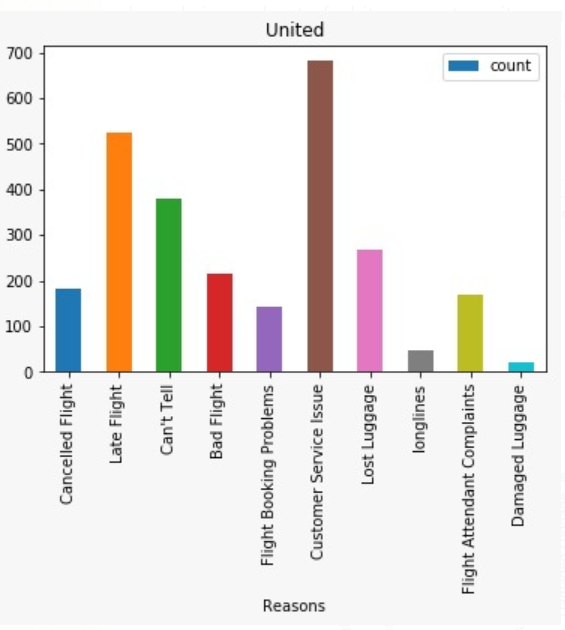 United
700
600
500
400
300
200
100
0
count
Cancelled Flight
Late Flight
Can't Tell
Bad Flight
Flight Booking Problems
Customer Service Issue
Lost Luggage
longlines
Flight Attendant Complaints
Damaged Luggage
Reasons